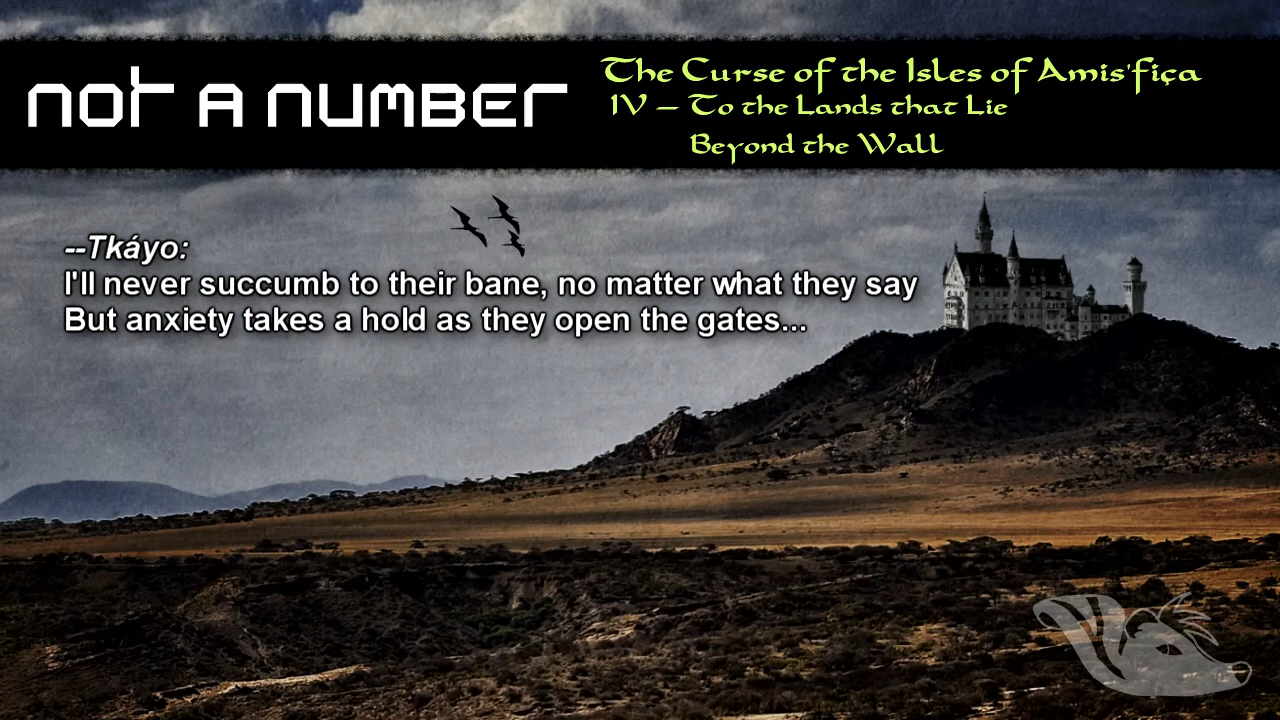 not a number
The Curse of the Isles of Amis'fiça
IV – To the Lands that Lie
Beyond the Wall
--Tkáyo:
I'll never succumb to their bane, no matter what they say
But anxiety takes a hold as they open the gates...